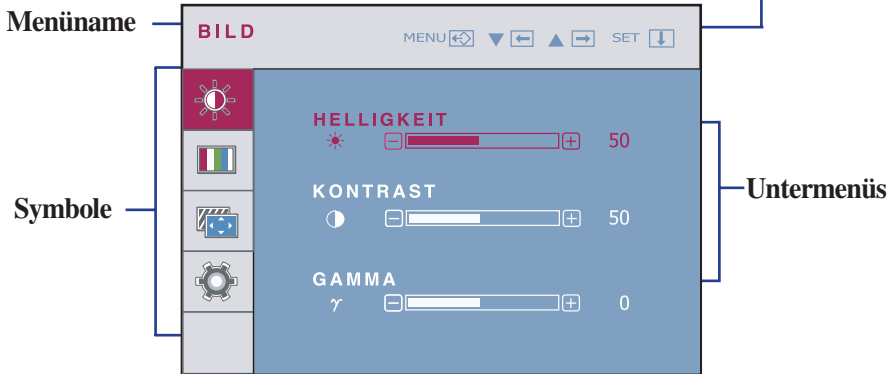 Menüname
BILD
MENU ▼ ▲ SET
HELLIGKEIT
50
KONTRAST
50
GAMMA
γ 0
Symbole
Untermenüs